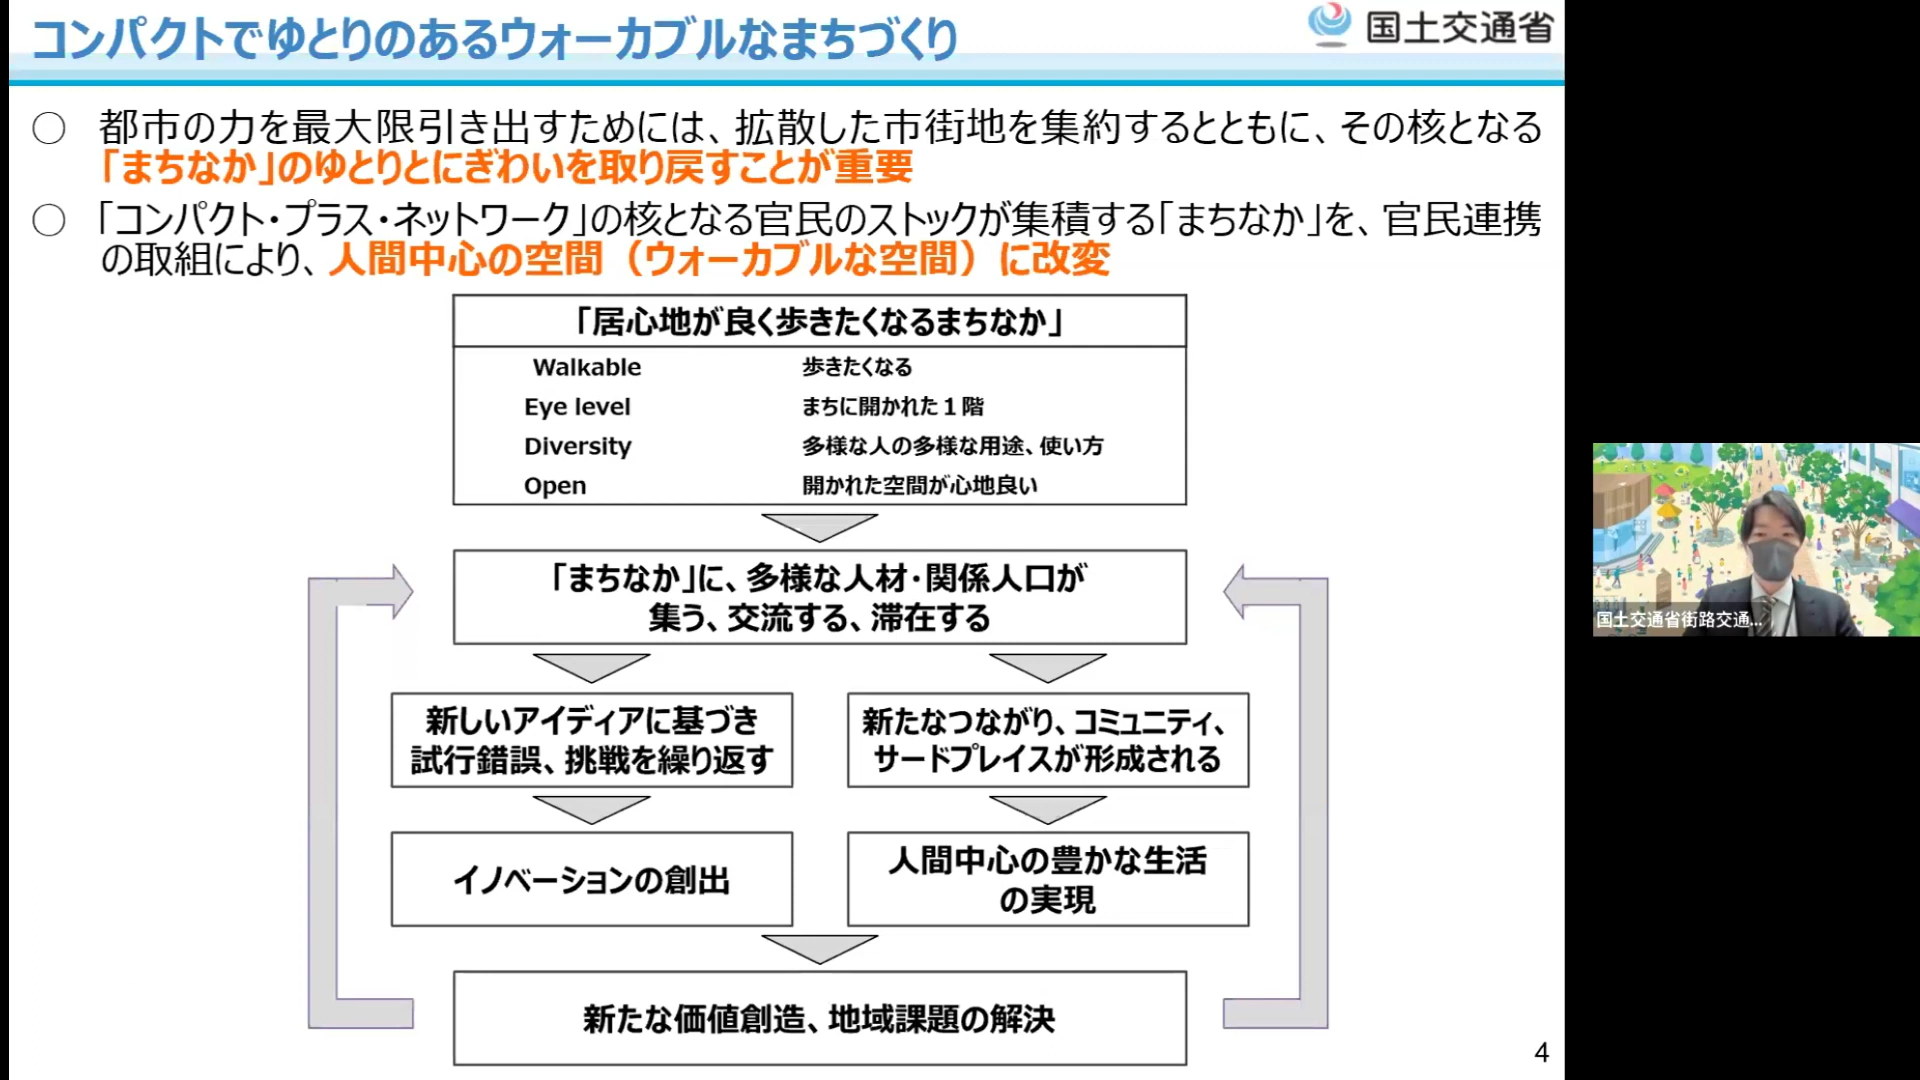 コンパクトでゆとりのあるウォーカブルなまちづくり
国土交通省
○ 都市の力を最大限引き出すためには、拡散した市街地を集約するとともに、その核となる
「まちなか」のゆとりとにぎわいを取り戻すことが重要
○ 「コンパクト・プラス・ネットワーク」の核となる官民のストックが集積する「まちなか」を、官民連携
の取組により、人間中心の空間（ウォーカブルな空間）に改変
「居心地が良く歩きたくなるまちなか」
Walkable 歩きたくなる
Eye level まちに開かれた１階
Diversity 多様な人の多様な用途、使い方
Open 開かれた空間が心地良い
「まちなか」に、多様な人材・関係人口が
集う、交流する、滞在する
新しいアイディアに基づき
試行錯誤、挑戦を繰り返す
新たなつながり、コミュニティ、
サードプレイスが形成される
イノベーションの創出
人間中心の豊かな生活
の実現
新たな価値創造、地域課題の解決
4
国土交通省街路交通...